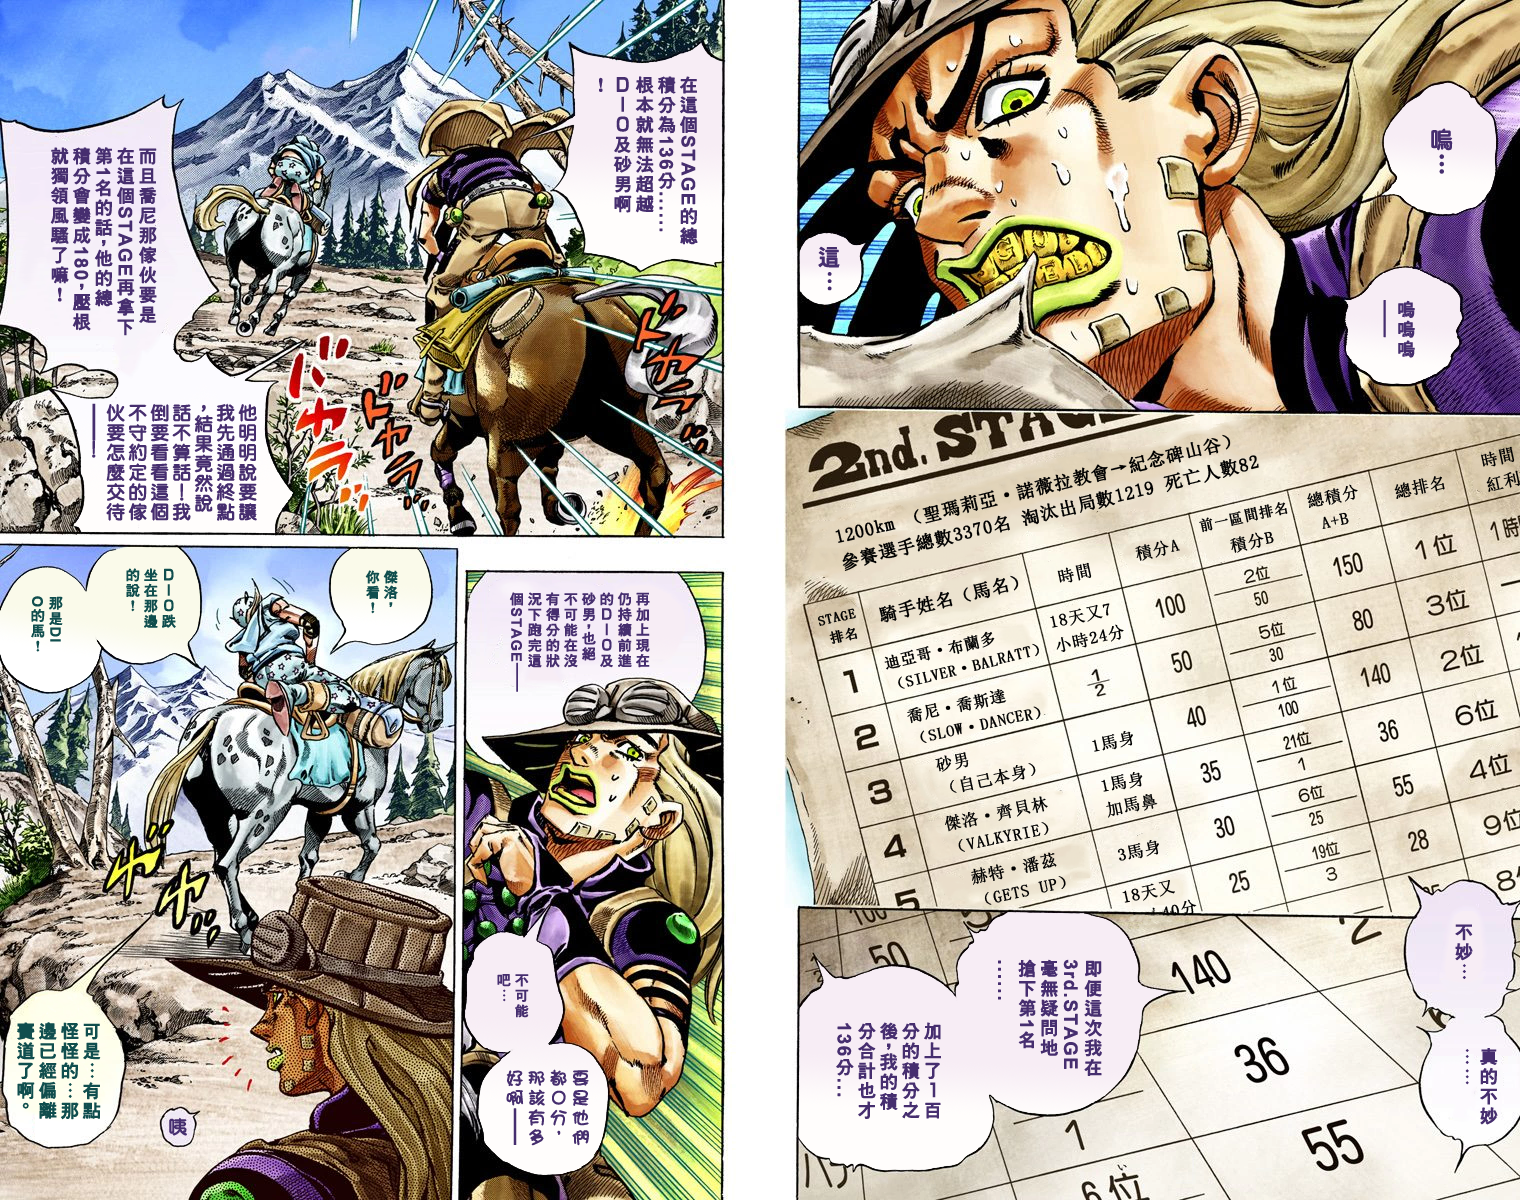 嗚…
這…
嗚嗚嗚
——
2nd. STAGE
1200km （聖瑪莉亞・諾薇拉教會→紀念碑山谷）
參賽選手總數3370名 淘汰出局數1219 死亡人數82
STAGE排名 騎手姓名（馬名） 時間 積分A 前一區間排名積分B 總積分A+B 總排名 時間紅利
1 迪亞哥・布蘭多（SILVER・BALRATT） 18天又7小時24分 100 2位 50 150 1位 1時
2 喬尼・喬斯達（SLOW・DANCER） 1/2 50 5位 30 80 3位
3 砂男（自己本身） 1馬身 40 1位 100 140 2位
4 傑洛・齊貝林（VALKYRIE） 1馬身加馬鼻 35 21位 1 36 6位
5 赫特・潘茲（GETS UP） 3馬身 30 6位 25 55 4位
18天又 25 19位 3 28 9位
不妙…
真的不妙
……
即便這次我在
3rd.STAGE
毫無疑問地
搶下第1名
……
加上了1百
分的積分之
後，我的積
分合計也才
136分…
100
50
140
2
36
1
55
6位
在這個STAGE的總
積分為136分……
根本就無法超越
DIO及砂男啊
！
而且喬尼那傢伙要是
在這個STAGE再拿下
第1名的話，他的總
積分會變成180，壓根
就獨領風騷了嘛！
他明明說要讓
我先通過終點
，結果竟然說
話不算話！我
倒要看看這個
不守約定的傢
伙要怎麼交待
——
ドカラッ
ドカラッ
ドカラッ
再加上現在
仍持續前進
的DIO及
砂男，也絕
不可能在沒
有得分的狀
況下跑完這
個STAGE——
不可能
吧…
要是他們
都0分，
那該有多
好啊——
傑洛，
你看！
DIO跌
坐在那邊
的說！
那是DI
O的馬！
ザッ
ザッ
可是…有點
怪怪的…那
邊已經偏離
賽道了啊。
咦